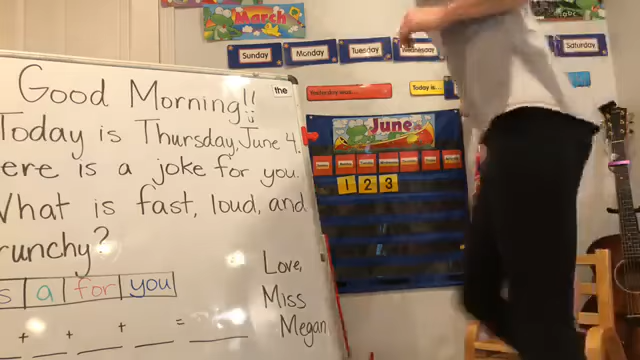 March
Sunday Monday Tuesday Wednesday Saturday
the
Yesterday was... Today is...
Good Morning!!
Today is Thursday, June 4.
ere is a joke for you.
What is fast, loud, and
runchy?
s a for you
+ + + =
Love,
Miss
Megan
June
1 2 3